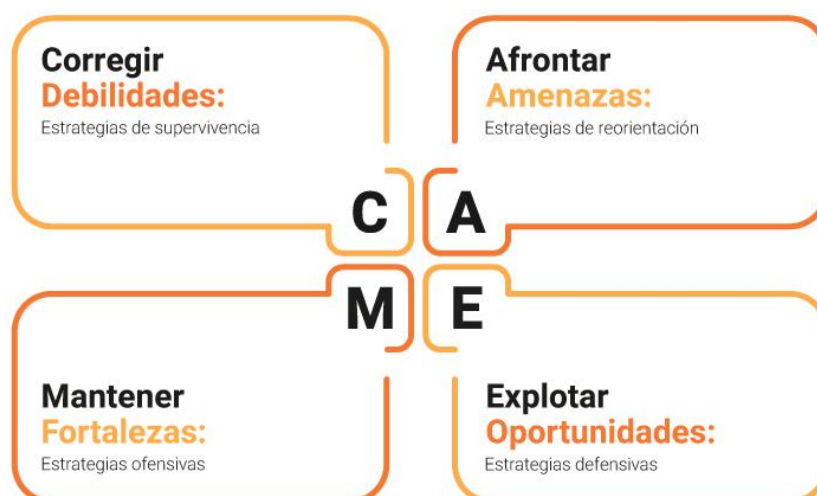 Corregir
Debilidades:
Estrategias de supervivencia
Afrontar
Amenazas:
Estrategias de reorientación
C
A
M
E
Mantener
Fortalezas:
Estrategias ofensivas
Explotar
Oportunidades:
Estrategias defensivas